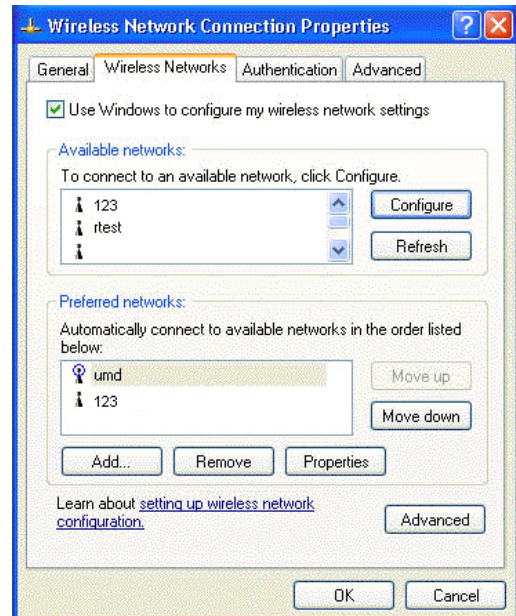 Wireless Network Connection Properties
General Wireless Networks Authentication Advanced
Use Windows to configure my wireless network settings
Available networks:
To connect to an available network, click Configure.
123
rtest
Configure
Refresh
Preferred networks:
Automatically connect to available networks in the order listed
below:
umd
123
Move up
Move down
Add... Remove Properties
Learn about setting up wireless network
configuration.
Advanced
OK Cancel